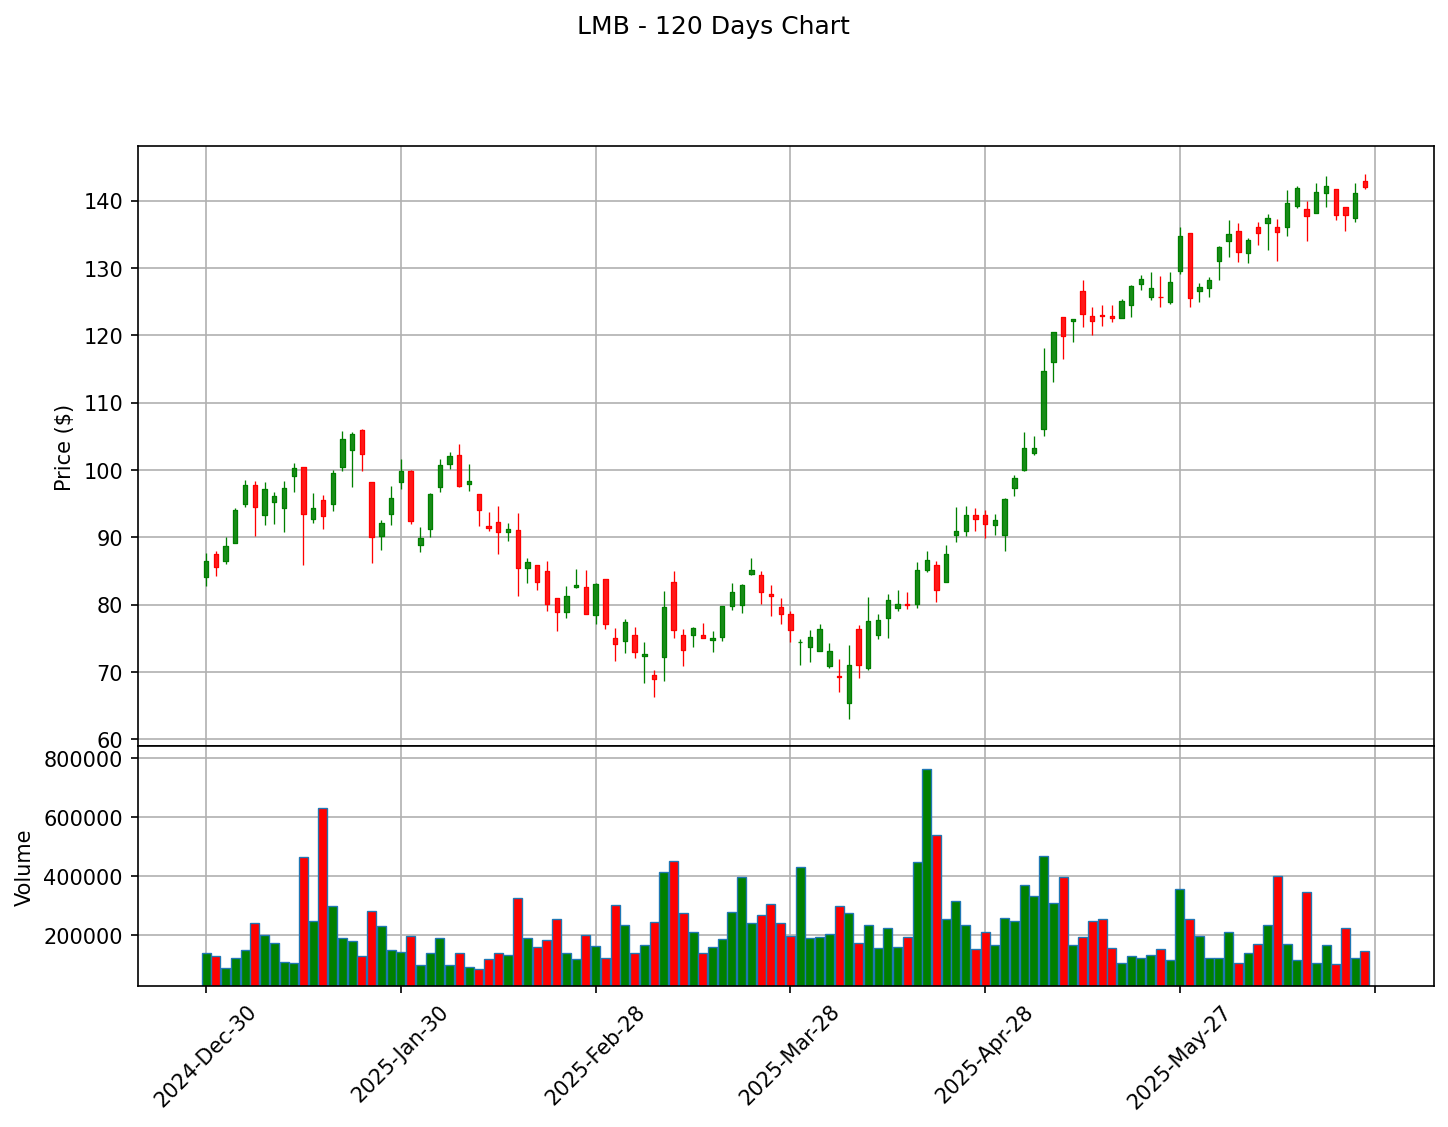 LMB - 120 Days Chart
Price ($)
140
130
120
110
100
90
80
70
60
Volume
800000
600000
400000
200000
2024-Dec-30
2025-Jan-30
2025-Feb-28
2025-Mar-28
2025-Apr-28
2025-May-27